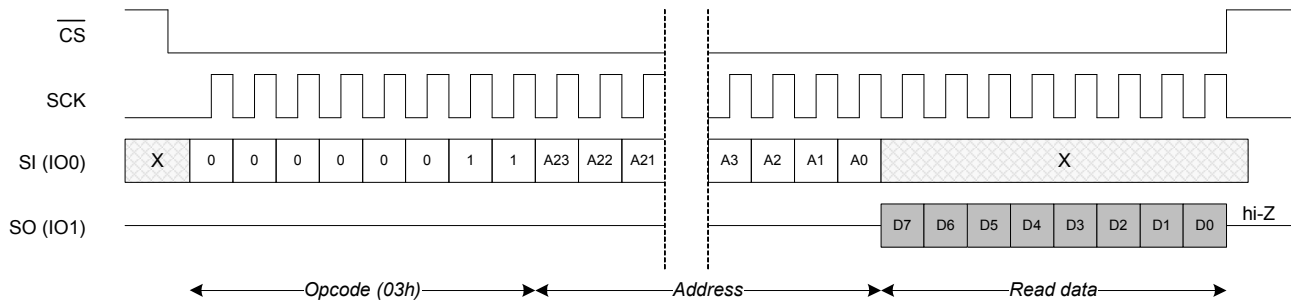 CS
SCK
SI (IO0) X 0 0 0 0 0 0 1 1 A23 A22 A21 A3 A2 A1 A0 X
SO (IO1) D7 D6 D5 D4 D3 D2 D1 D0 hi-Z
Opcode (03h) Address Read data